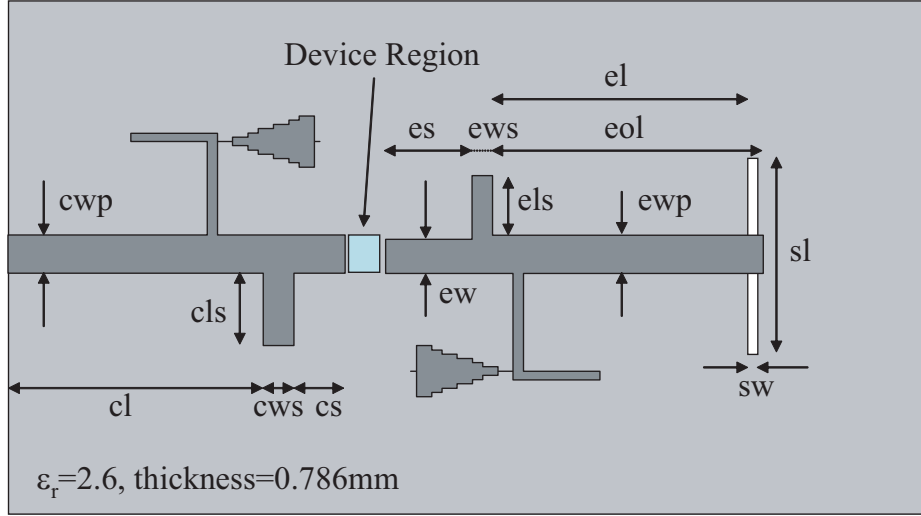 Device Region
el
es
ews
eol
cwp
els
ewp
sl
ew
cls
sw
cl
cws
cs
εr=2.6, thickness=0.786mm